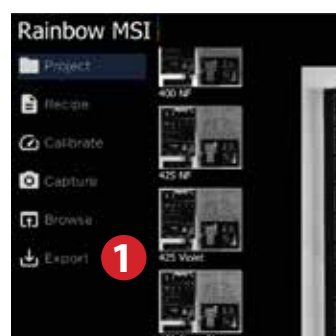 Rainbow MSI
Project
Recipe
Calibrate
Capture
Browse
Export
1
400 NF
425 NF
425 Violet